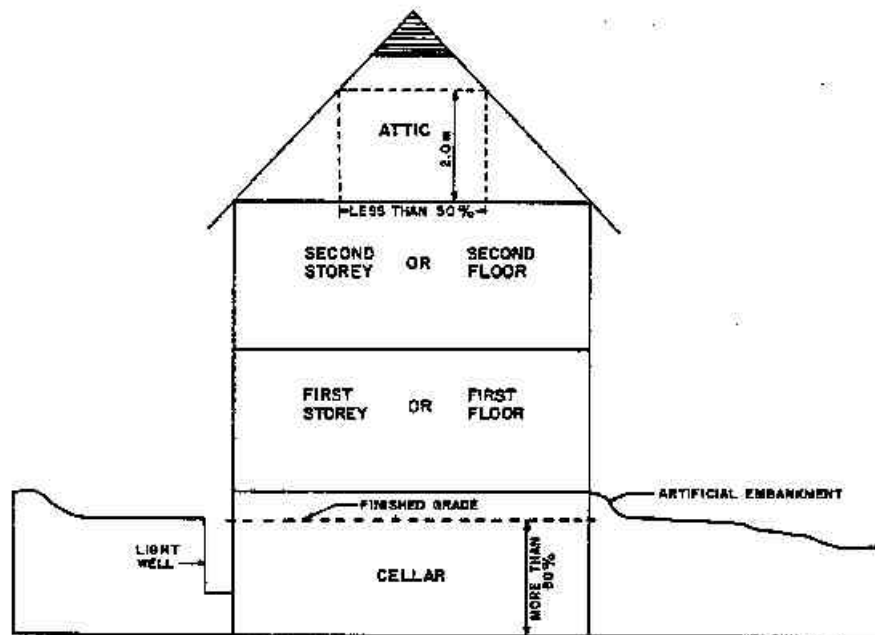 ATTIC
2.0 m
LESS THAN 50%
SECOND STOREY OR SECOND FLOOR
FIRST STOREY OR FIRST FLOOR
FINISHED GRADE
ARTIFICIAL EMBANKMENT
LIGHT WELL
CELLAR
MORE THAN 50%